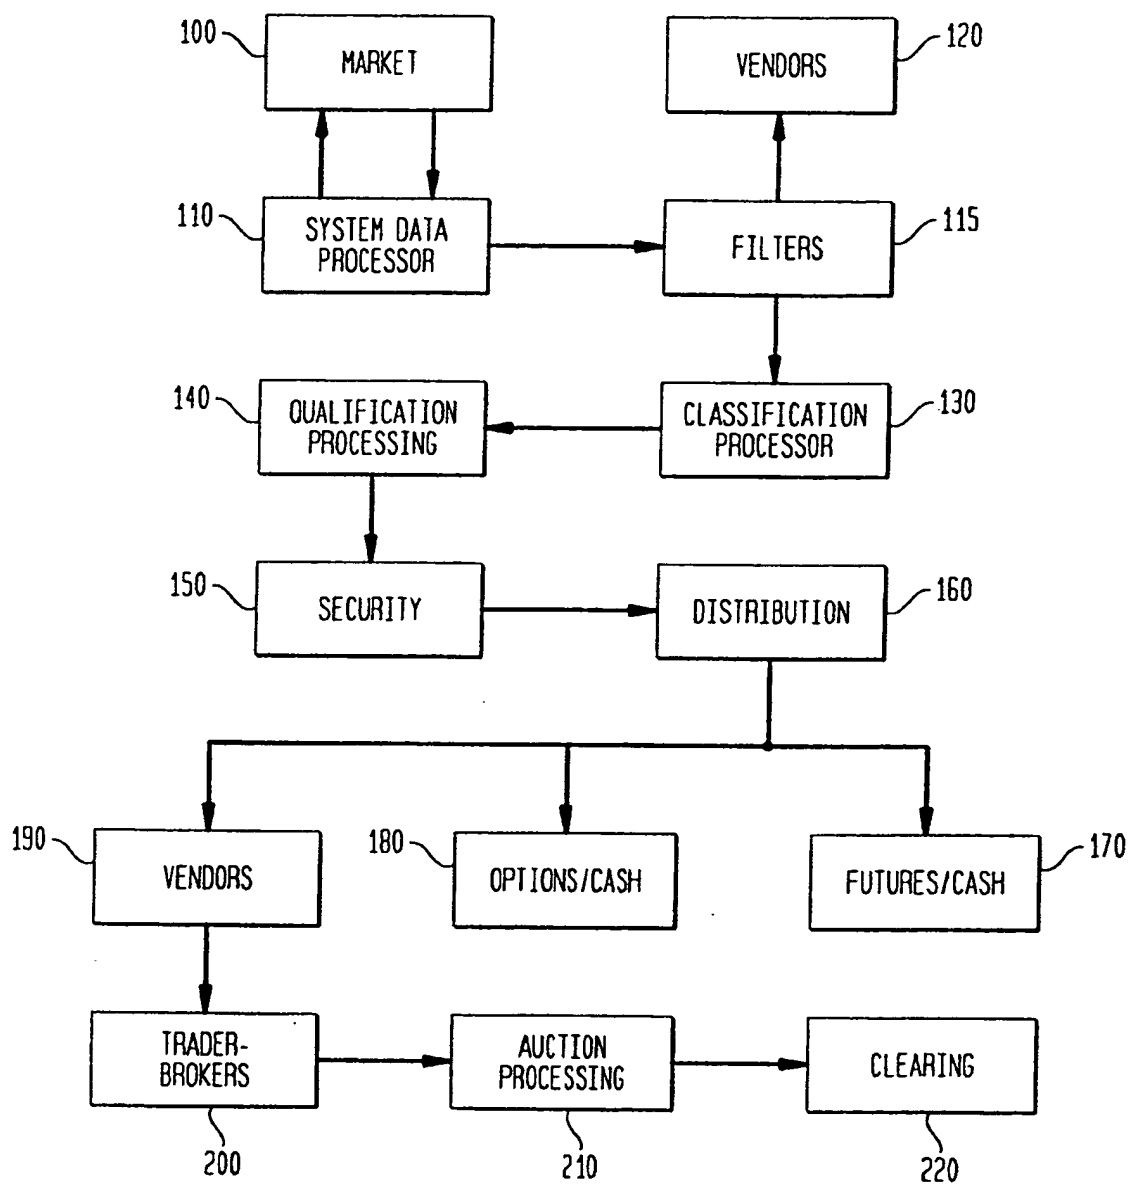 100
MARKET
VENDORS
120
110
SYSTEM DATA
PROCESSOR
FILTERS
115
140
QUALIFICATION
PROCESSING
CLASSIFICATION
PROCESSOR
130
150
SECURITY
DISTRIBUTION
160
190
VENDORS
180
OPTIONS/CASH
FUTURES/CASH
170
TRADER-
BROKERS
AUCTION
PROCESSING
CLEARING
200
210
220